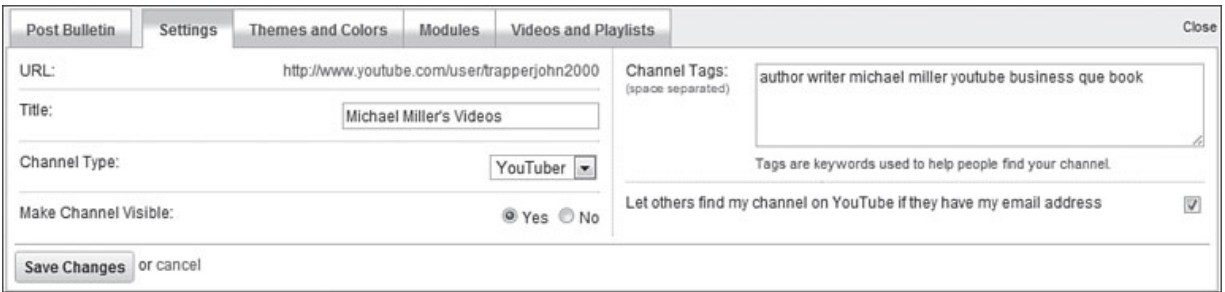 Post Bulletin Settings Themes and Colors Modules Videos and Playlists Close
URL: http://www.youtube.com/user/trapperjohn2000
Title: Michael Miller's Videos
Channel Type: YouTuber
Make Channel Visible: Yes No
Channel Tags: author writer michael miller youtube business que book
(space separated)
Tags are keywords used to help people find your channel.
Let others find my channel on YouTube if they have my email address
Save Changes or cancel